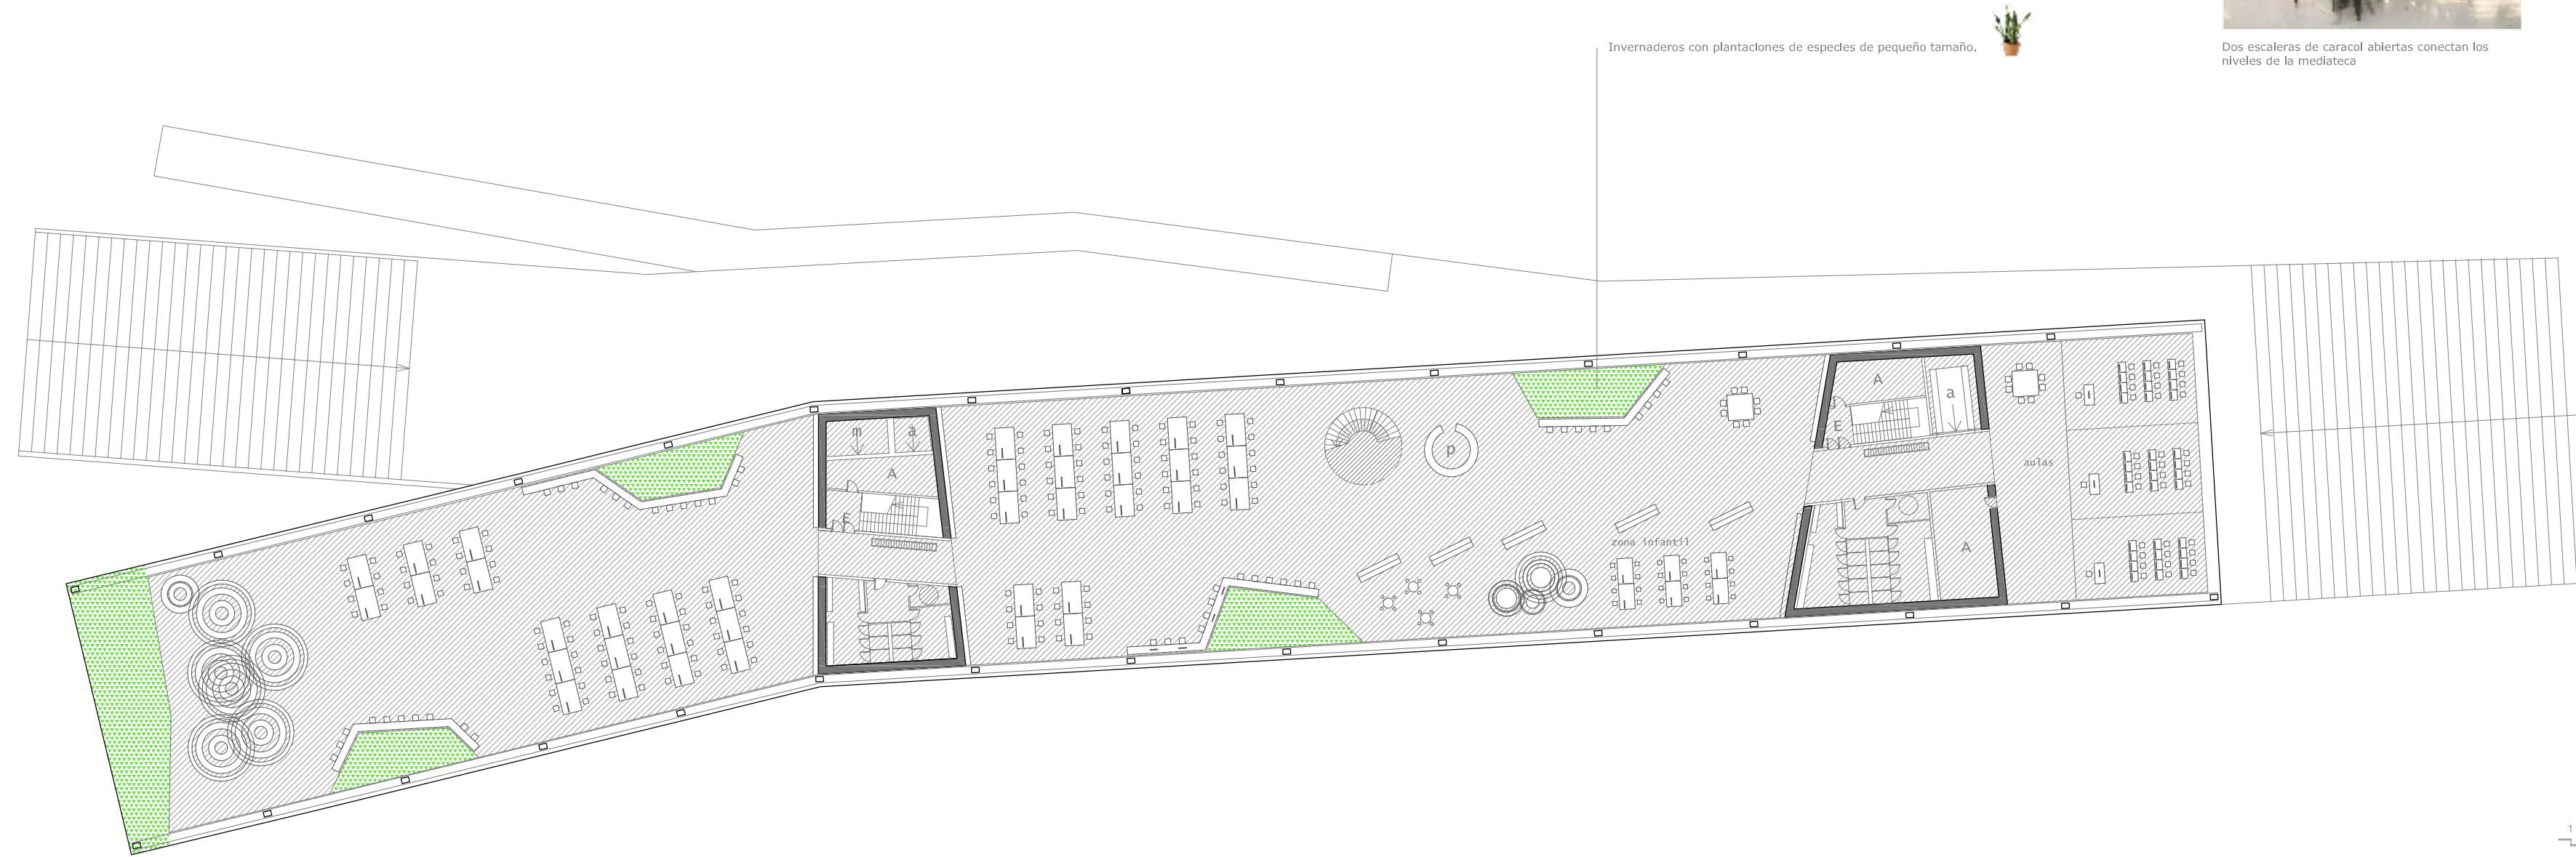 Invernaderos con plantaciones de especies de pequeño tamaño.
Dos escaleras de caracol abiertas conectan los
niveles de la mediateca
m
a
A
E
p
zona infantil
A
a
E
aulas
A
1